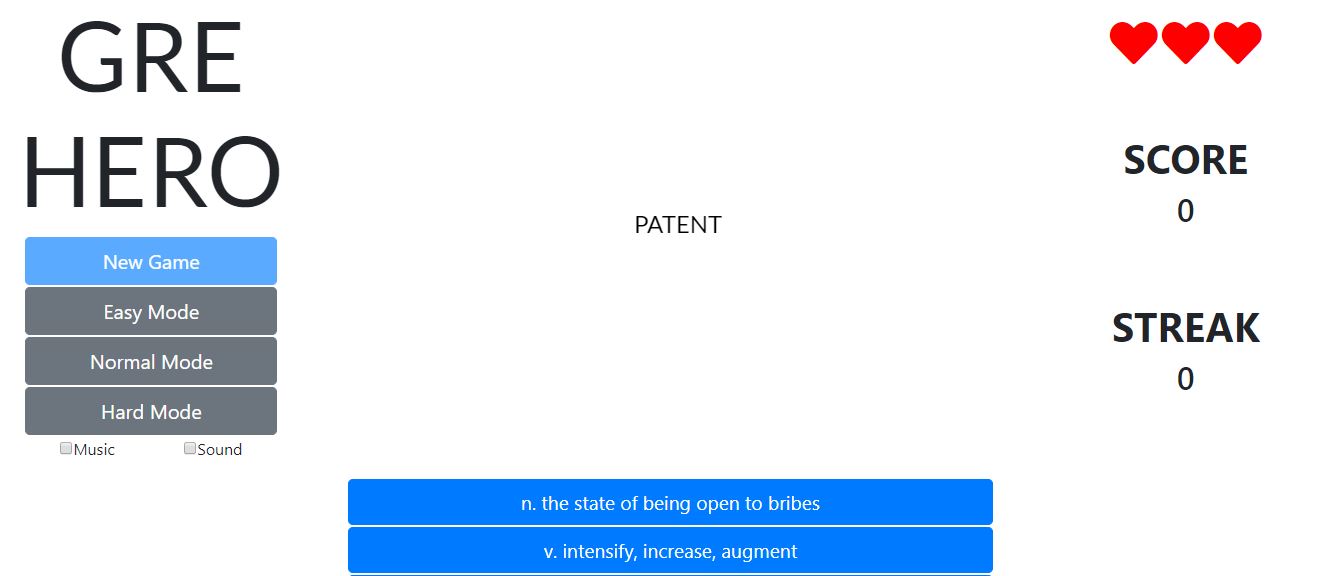 GRE
HERO
New Game
Easy Mode
Normal Mode
Hard Mode
Music
Sound
PATENT
n. the state of being open to bribes
v. intensify, increase, augment
SCORE
0
STREAK
0